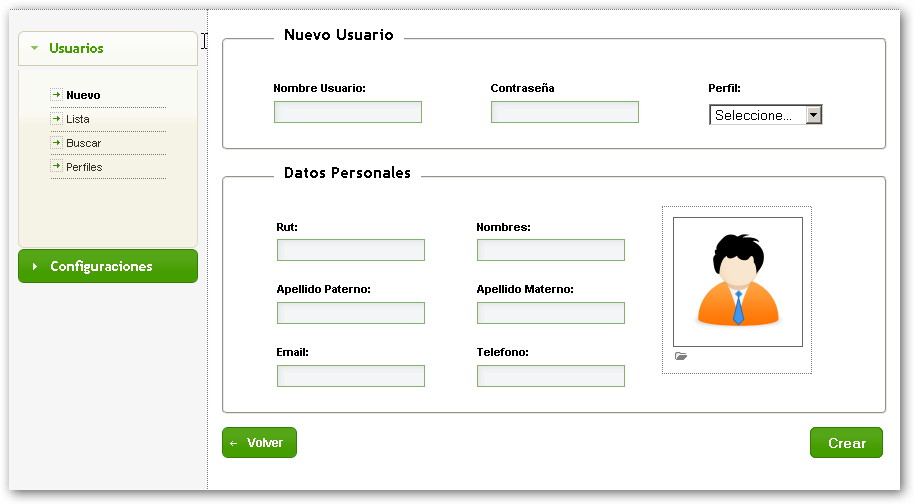 Usuarios
Nuevo
Lista
Buscar
Perfiles
Configuraciones
Nuevo Usuario
Nombre Usuario: Contraseña Perfil:
Seleccione...
Datos Personales
Rut: Nombres:
Apellido Paterno: Apellido Materno:
Email: Telefono:
Volver Crear